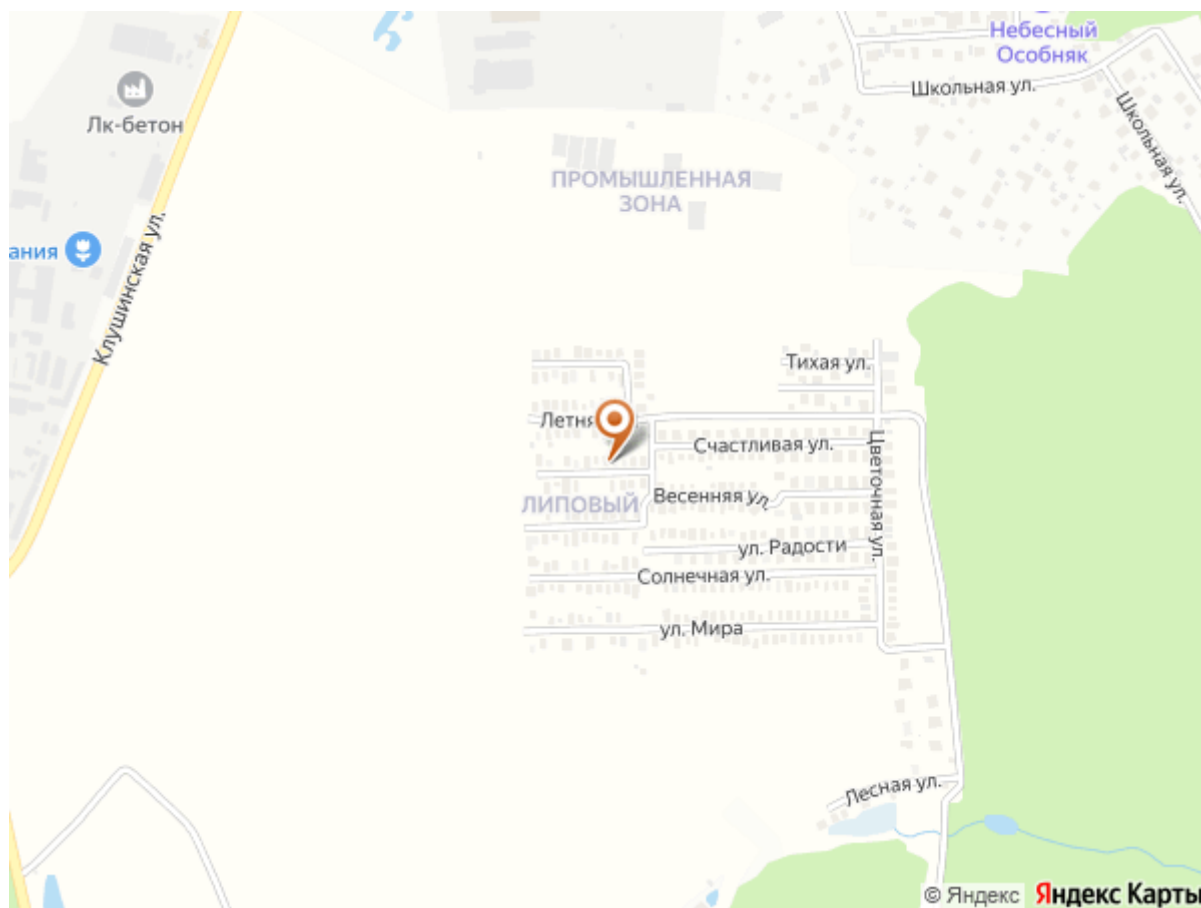 Небесный
Особняк
Школьная ул.
Школьная ул.
Лк-бетон
ПРОМЫШЛЕННАЯ
ЗОНА
ания
Клушинская ул.
Тихая ул.
Летня
Счастливая ул.
Цветочная ул.
ЛИПОВЫЙ
Весенняя ул.
ул. Радости
Солнечная ул.
ул. Мира
Лесная ул.
© Яндекс Яндекс Карты